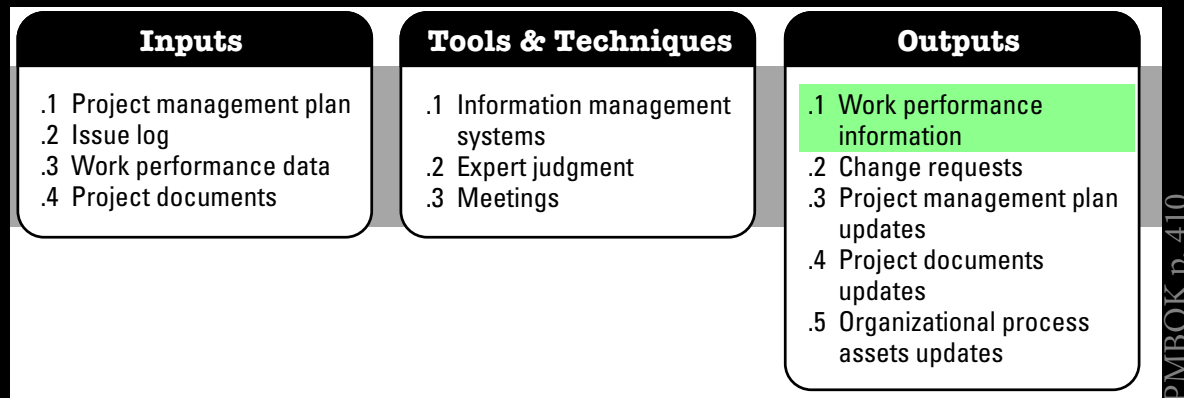 Inputs
.1 Project management plan
.2 Issue log
.3 Work performance data
.4 Project documents
Tools & Techniques
.1 Information management
systems
.2 Expert judgment
.3 Meetings
Outputs
.1 Work performance
information
.2 Change requests
.3 Project management plan
updates
.4 Project documents
updates
.5 Organizational process
assets updates
PMBOK p. 410